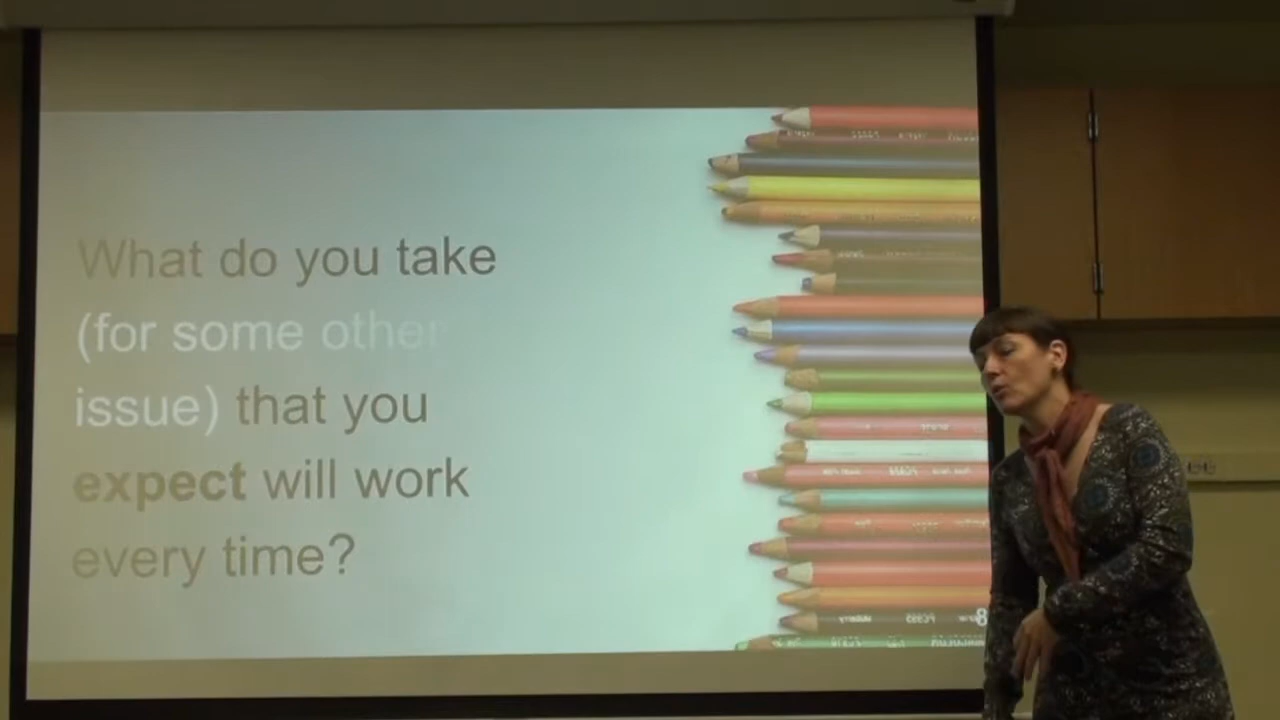 What do you take
(for some other
issue) that you
expect will work
every time?